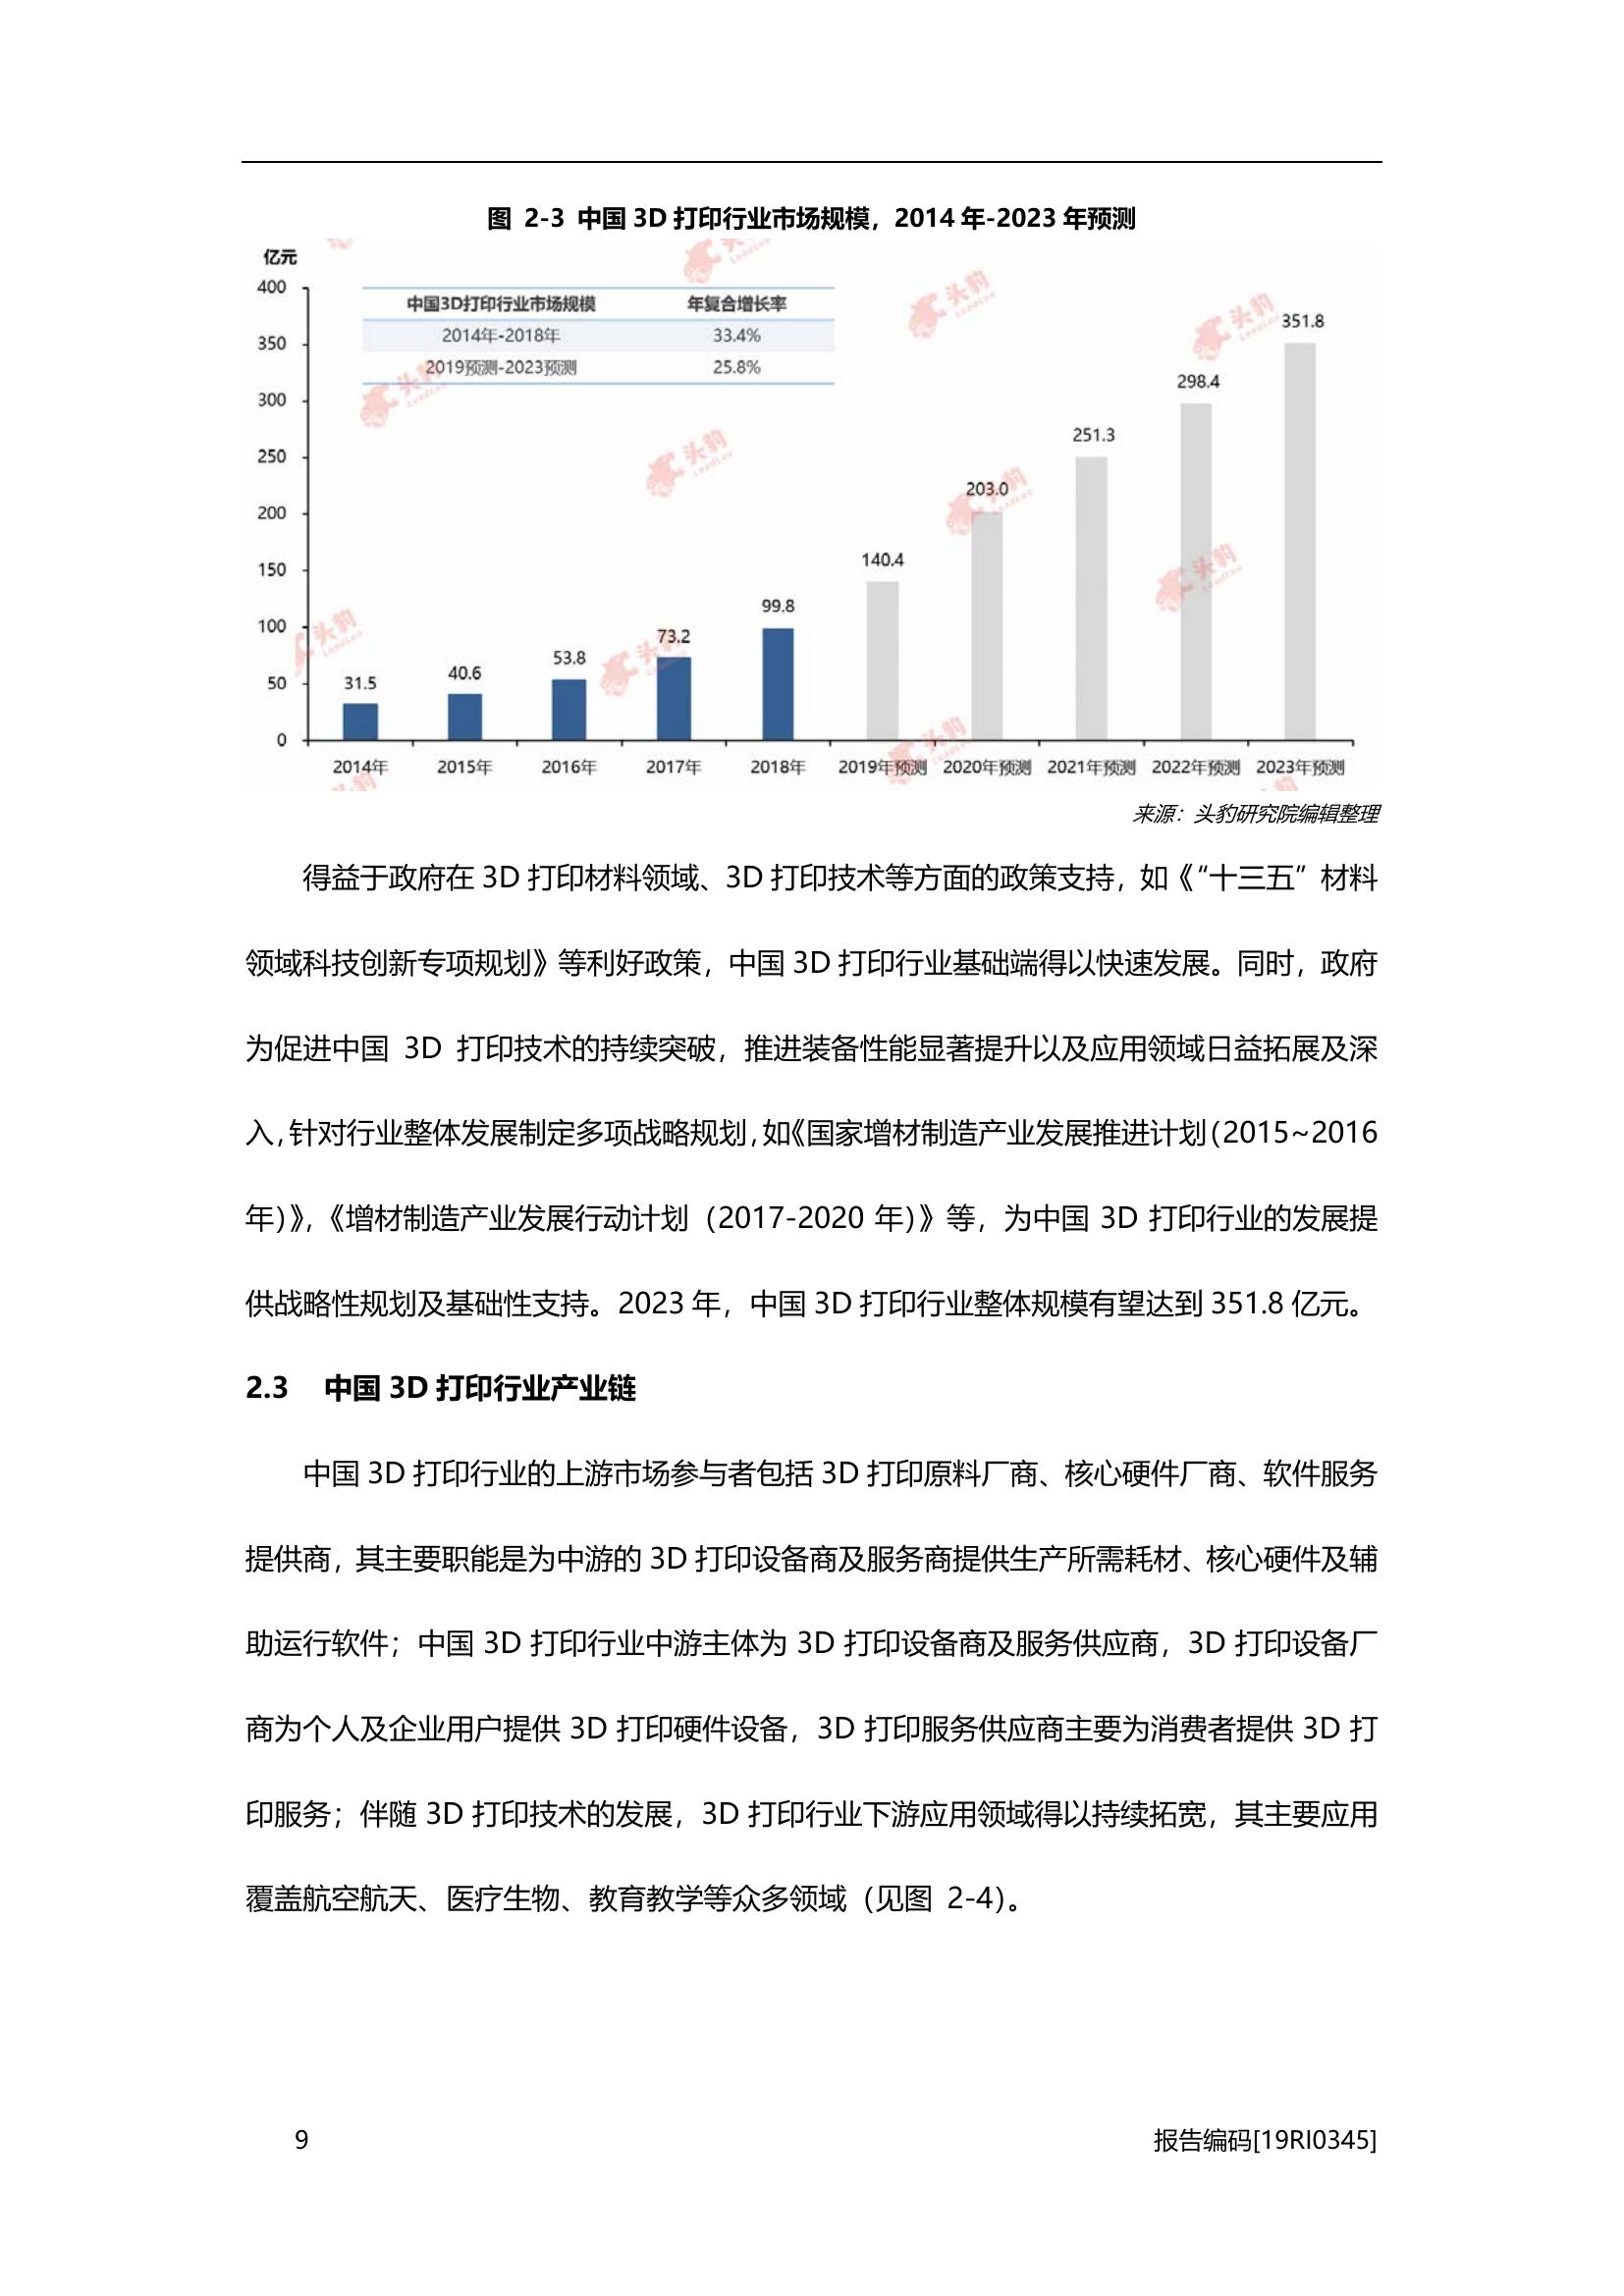 图 2-3 中国 3D 打印行业市场规模，2014 年-2023 年预测
亿元
400
350
300
250
200
150
100
50
0
中国3D打印行业市场规模 年复合增长率
2014年-2018年 33.4%
2019预测-2023预测 25.8%
31.5 40.6 53.8 73.2 99.8 140.4 203.0 251.3 298.4 351.8
2014年 2015年 2016年 2017年 2018年 2019年预测 2020年预测 2021年预测 2022年预测 2023年预测
头豹
LeadLeo
来源：头豹研究院编辑整理
得益于政府在 3D 打印材料领域、3D 打印技术等方面的政策支持，如《“十三五”材料
领域科技创新专项规划》等利好政策，中国 3D 打印行业基础端得以快速发展。同时，政府
为促进中国 3D 打印技术的持续突破，推进装备性能显著提升以及应用领域日益拓展及深
入，针对行业整体发展制定多项战略规划，如《国家增材制造产业发展推进计划（2015~2016
年）》，《增材制造产业发展行动计划（2017-2020 年）》等，为中国 3D 打印行业的发展提
供战略性规划及基础性支持。2023 年，中国 3D 打印行业整体规模有望达到 351.8 亿元。
2.3 中国 3D 打印行业产业链
中国 3D 打印行业的上游市场参与者包括 3D 打印原料厂商、核心硬件厂商、软件服务
提供商，其主要职能是为中游的 3D 打印设备商及服务商提供生产所需耗材、核心硬件及辅
助运行软件；中国 3D 打印行业中游主体为 3D 打印设备商及服务供应商，3D 打印设备厂
商为个人及企业用户提供 3D 打印硬件设备，3D 打印服务供应商主要为消费者提供 3D 打
印服务；伴随 3D 打印技术的发展，3D 打印行业下游应用领域得以持续拓宽，其主要应用
覆盖航空航天、医疗生物、教育教学等众多领域（见图 2-4）。
9 报告编码[19RI0345]